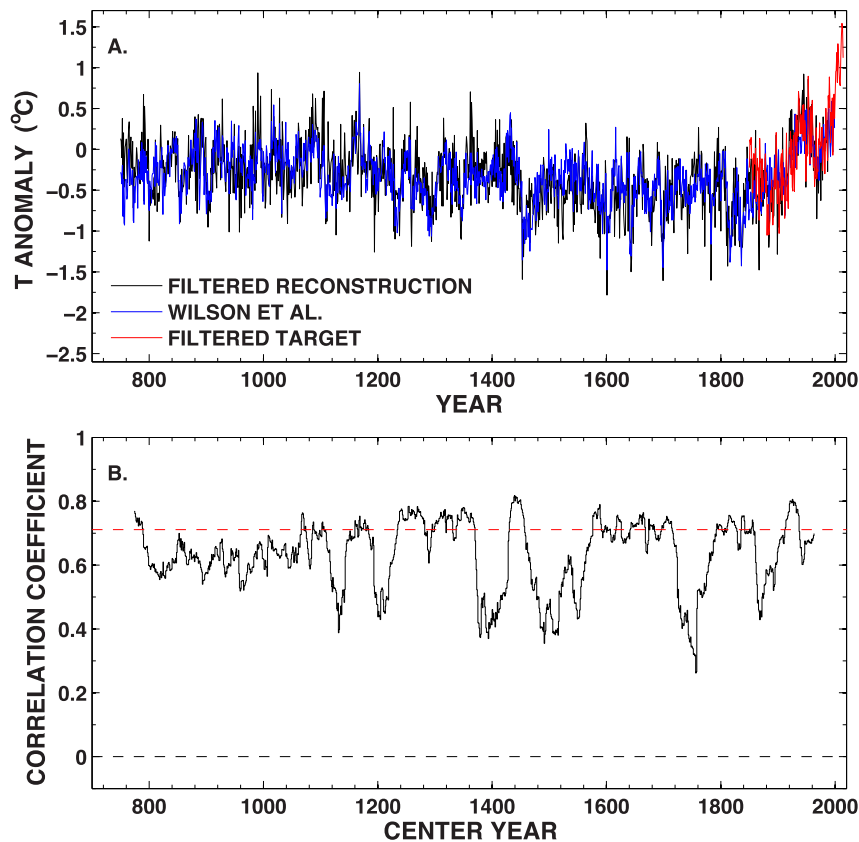 A.
T ANOMALY (°C)
1.5
1
0.5
0
−0.5
−1
−1.5
−2
−2.5
FILTERED RECONSTRUCTION
WILSON ET AL.
FILTERED TARGET
800 1000 1200 1400 1600 1800 2000
YEAR
B.
CORRELATION COEFFICIENT
1
0.8
0.6
0.4
0.2
0
800 1000 1200 1400 1600 1800 2000
CENTER YEAR